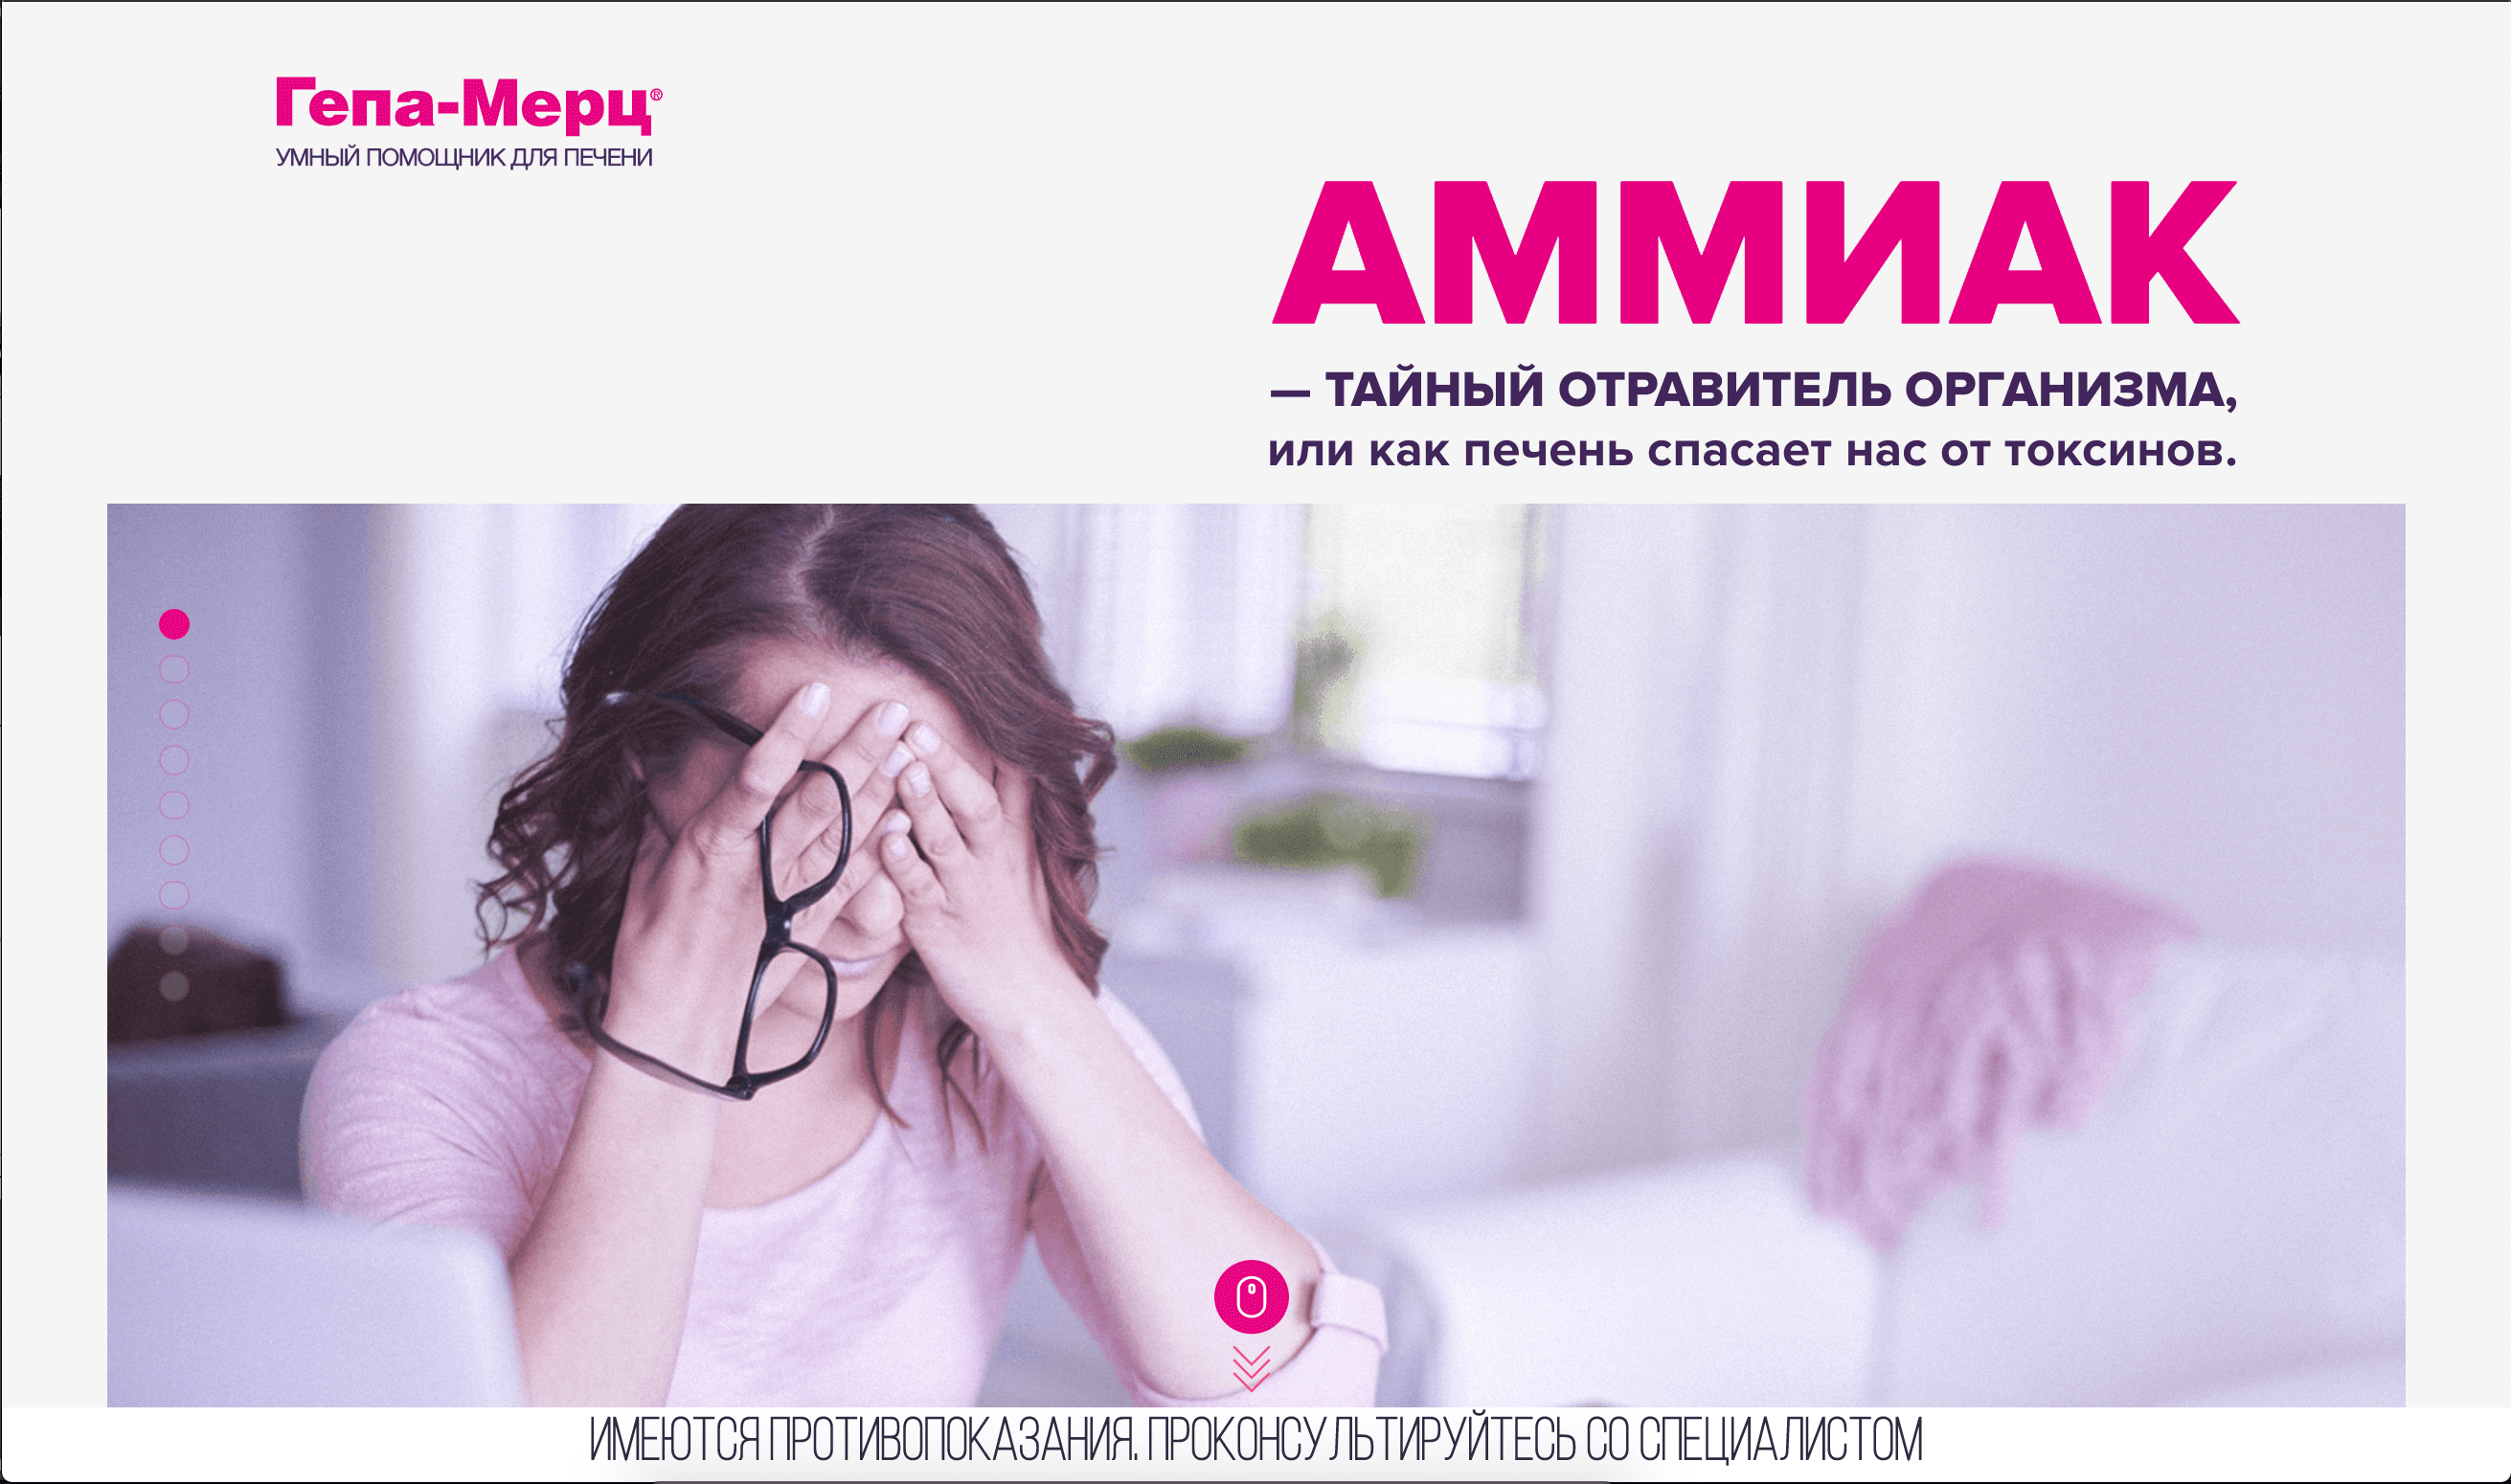 Гепа-Мерц®
УМНЫЙ ПОМОЩНИК ДЛЯ ПЕЧЕНИ
АММИАК
— ТАЙНЫЙ ОТРАВИТЕЛЬ ОРГАНИЗМА,
или как печень спасает нас от токсинов.
ИМЕЮТСЯ ПРОТИВОПОКАЗАНИЯ. ПРОКОНСУЛЬТИРУЙТЕСЬ СО СПЕЦИАЛИСТОМ